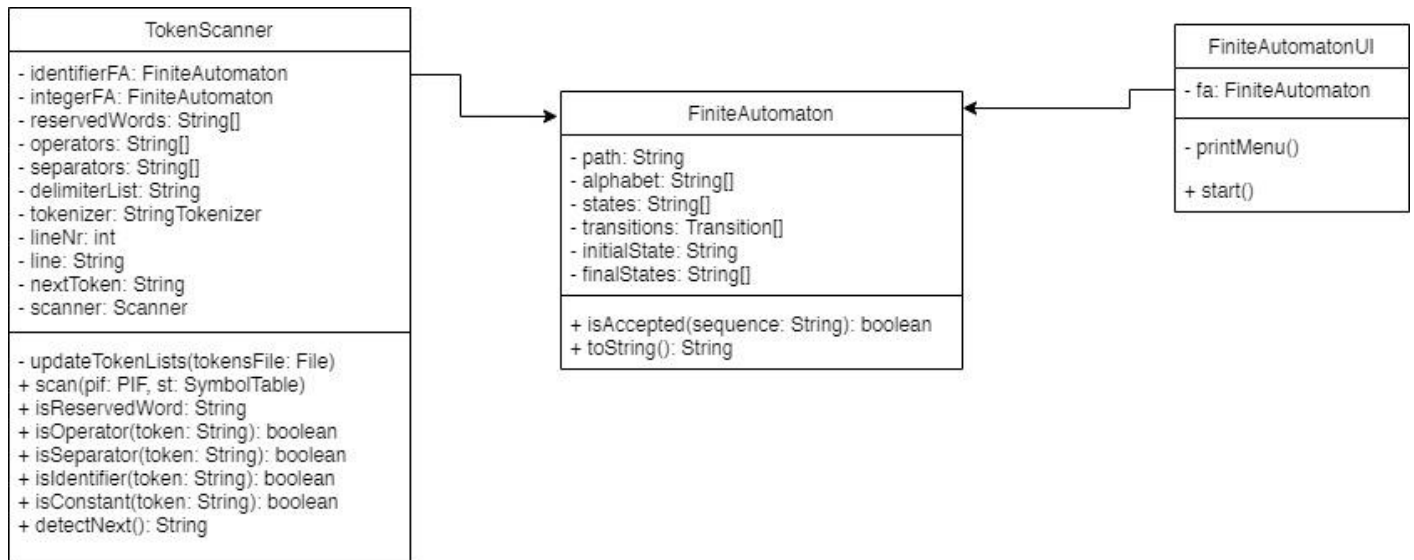 TokenScanner
- identifierFA: FiniteAutomaton
- integerFA: FiniteAutomaton
- reservedWords: String[]
- operators: String[]
- separators: String[]
- delimiterList: String
- tokenizer: StringTokenizer
- lineNr: int
- line: String
- nextToken: String
- scanner: Scanner
- updateTokenLists(tokensFile: File)
+ scan(pif: PIF, st: SymbolTable)
+ isReservedWord: String
+ isOperator(token: String): boolean
+ isSeparator(token: String): boolean
+ isIdentifier(token: String): boolean
+ isConstant(token: String): boolean
+ detectNext(): String
FiniteAutomaton
- path: String
- alphabet: String[]
- states: String[]
- transitions: Transition[]
- initialState: String
- finalStates: String[]
+ isAccepted(sequence: String): boolean
+ toString(): String
FiniteAutomatonUI
- fa: FiniteAutomaton
- printMenu()
+ start()